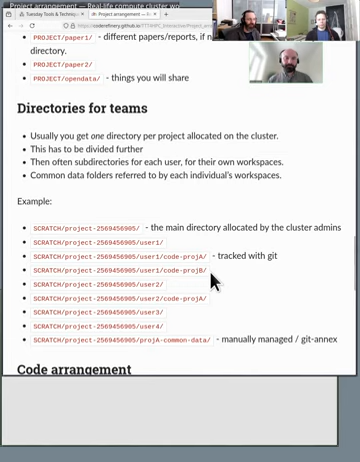 Project arrangement — Real-life compute cluster wo
Tuesday Tools & Techniq
Project arrangement — Real-
PROJECT/paper1/ - different papers/reports, if n
directory.
PROJECT/paper2/
PROJECT/opendata/ - things you will share
Directories for teams
Usually you get one directory per project allocated on the cluster.
This has to be divided further
Then often subdirectories for each user, for their own workspaces.
Common data folders referred to by each individual's workspaces.
Example:
SCRATCH/project-2569456905/ - the main directory allocated by the cluster admins
SCRATCH/project-2569456905/user1/
SCRATCH/project-2569456905/user1/code-projA/ - tracked with git
SCRATCH/project-2569456905/user1/code-projB/
SCRATCH/project-2569456905/user2/
SCRATCH/project-2569456905/user2/code-projA/
SCRATCH/project-2569456905/user3/
SCRATCH/project-2569456905/user4/
SCRATCH/project-2569456905/projA-common-data/ - manually managed / git-annex
Code arrangement